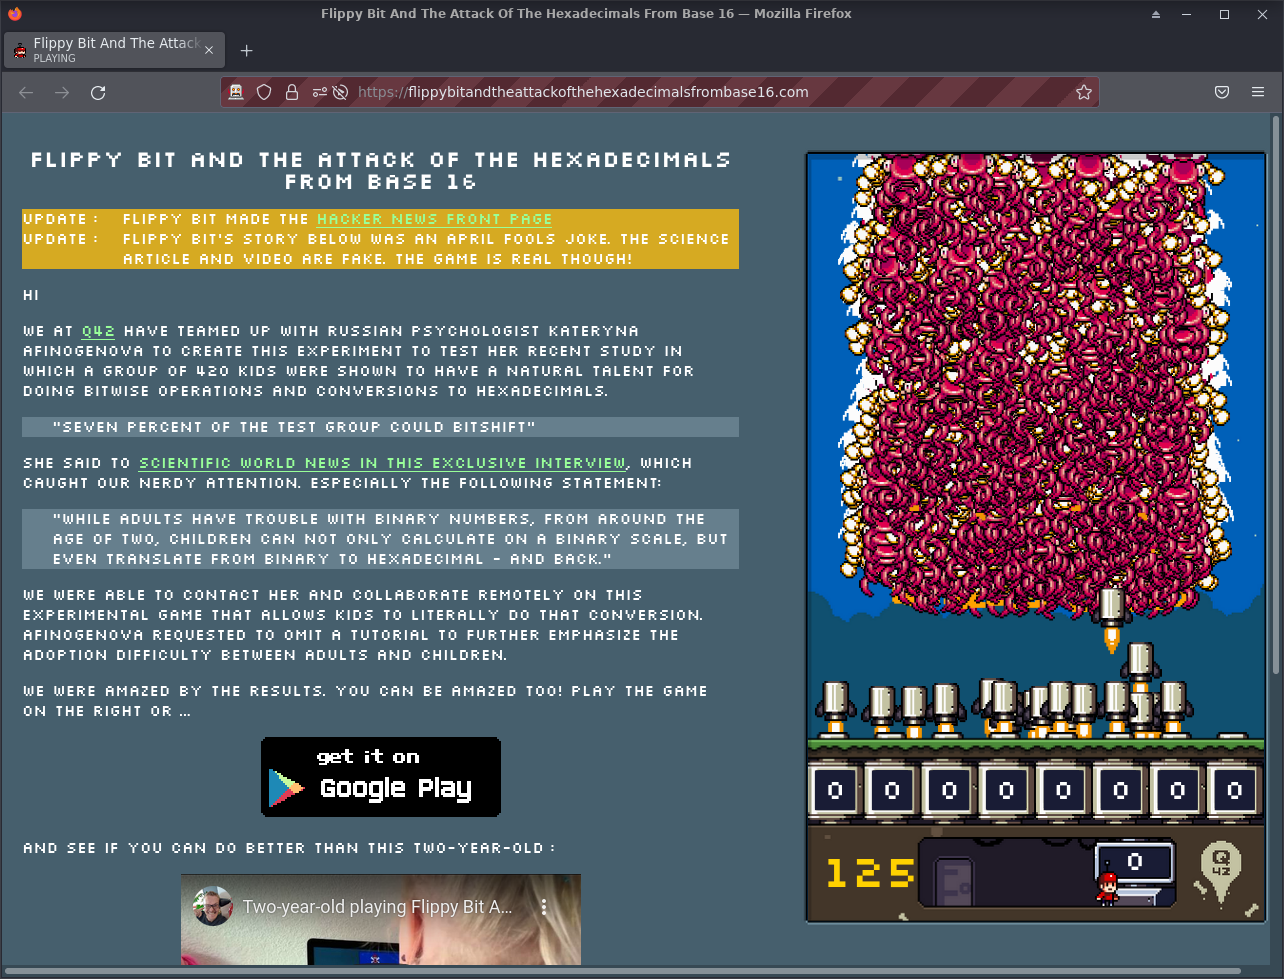 Flippy Bit And The Attack Of The Hexadecimals From Base 16 — Mozilla Firefox
Flippy Bit And The Attack
PLAYING
https://flippybitandtheattackofthehexadecimalsfrombase16.com
FLIPPY BIT AND THE ATTACK OF THE HEXADECIMALS
FROM BASE 16
UPDATE: FLIPPY BIT MADE THE HACKER NEWS FRONT PAGE
UPDATE: FLIPPY BIT'S STORY BELOW WAS AN APRIL FOOLS JOKE. THE SCIENCE
ARTICLE AND VIDEO ARE FAKE. THE GAME IS REAL THOUGH!
HI
WE AT Q42 HAVE TEAMED UP WITH RUSSIAN PSYCHOLOGIST KATERYNA
AFINOGENOVA TO CREATE THIS EXPERIMENT TO TEST HER RECENT STUDY IN
WHICH A GROUP OF 420 KIDS WERE SHOWN TO HAVE A NATURAL TALENT FOR
DOING BITWISE OPERATIONS AND CONVERSIONS TO HEXADECIMALS.
"SEVEN PERCENT OF THE TEST GROUP COULD BITSHIFT"
SHE SAID TO SCIENTIFIC WORLD NEWS IN THIS EXCLUSIVE INTERVIEW, WHICH
CAUGHT OUR NERDY ATTENTION. ESPECIALLY THE FOLLOWING STATEMENT:
"WHILE ADULTS HAVE TROUBLE WITH BINARY NUMBERS, FROM AROUND THE
AGE OF TWO, CHILDREN CAN NOT ONLY CALCULATE ON A BINARY SCALE, BUT
EVEN TRANSLATE FROM BINARY TO HEXADECIMAL - AND BACK."
WE WERE ABLE TO CONTACT HER AND COLLABORATE REMOTELY ON THIS
EXPERIMENTAL GAME THAT ALLOWS KIDS TO LITERALLY DO THAT CONVERSION.
AFINOGENOVA REQUESTED TO OMIT A TUTORIAL TO FURTHER EMPHASIZE THE
ADOPTION DIFFICULTY BETWEEN ADULTS AND CHILDREN.
WE WERE AMAZED BY THE RESULTS. YOU CAN BE AMAZED TOO! PLAY THE GAME
ON THE RIGHT OR ...
get it on
Google Play
AND SEE IF YOU CAN DO BETTER THAN THIS TWO-YEAR-OLD:
Two-year-old playing Flippy Bit A...
0 0 0 0 0 0 0 0
125
0
Q
42